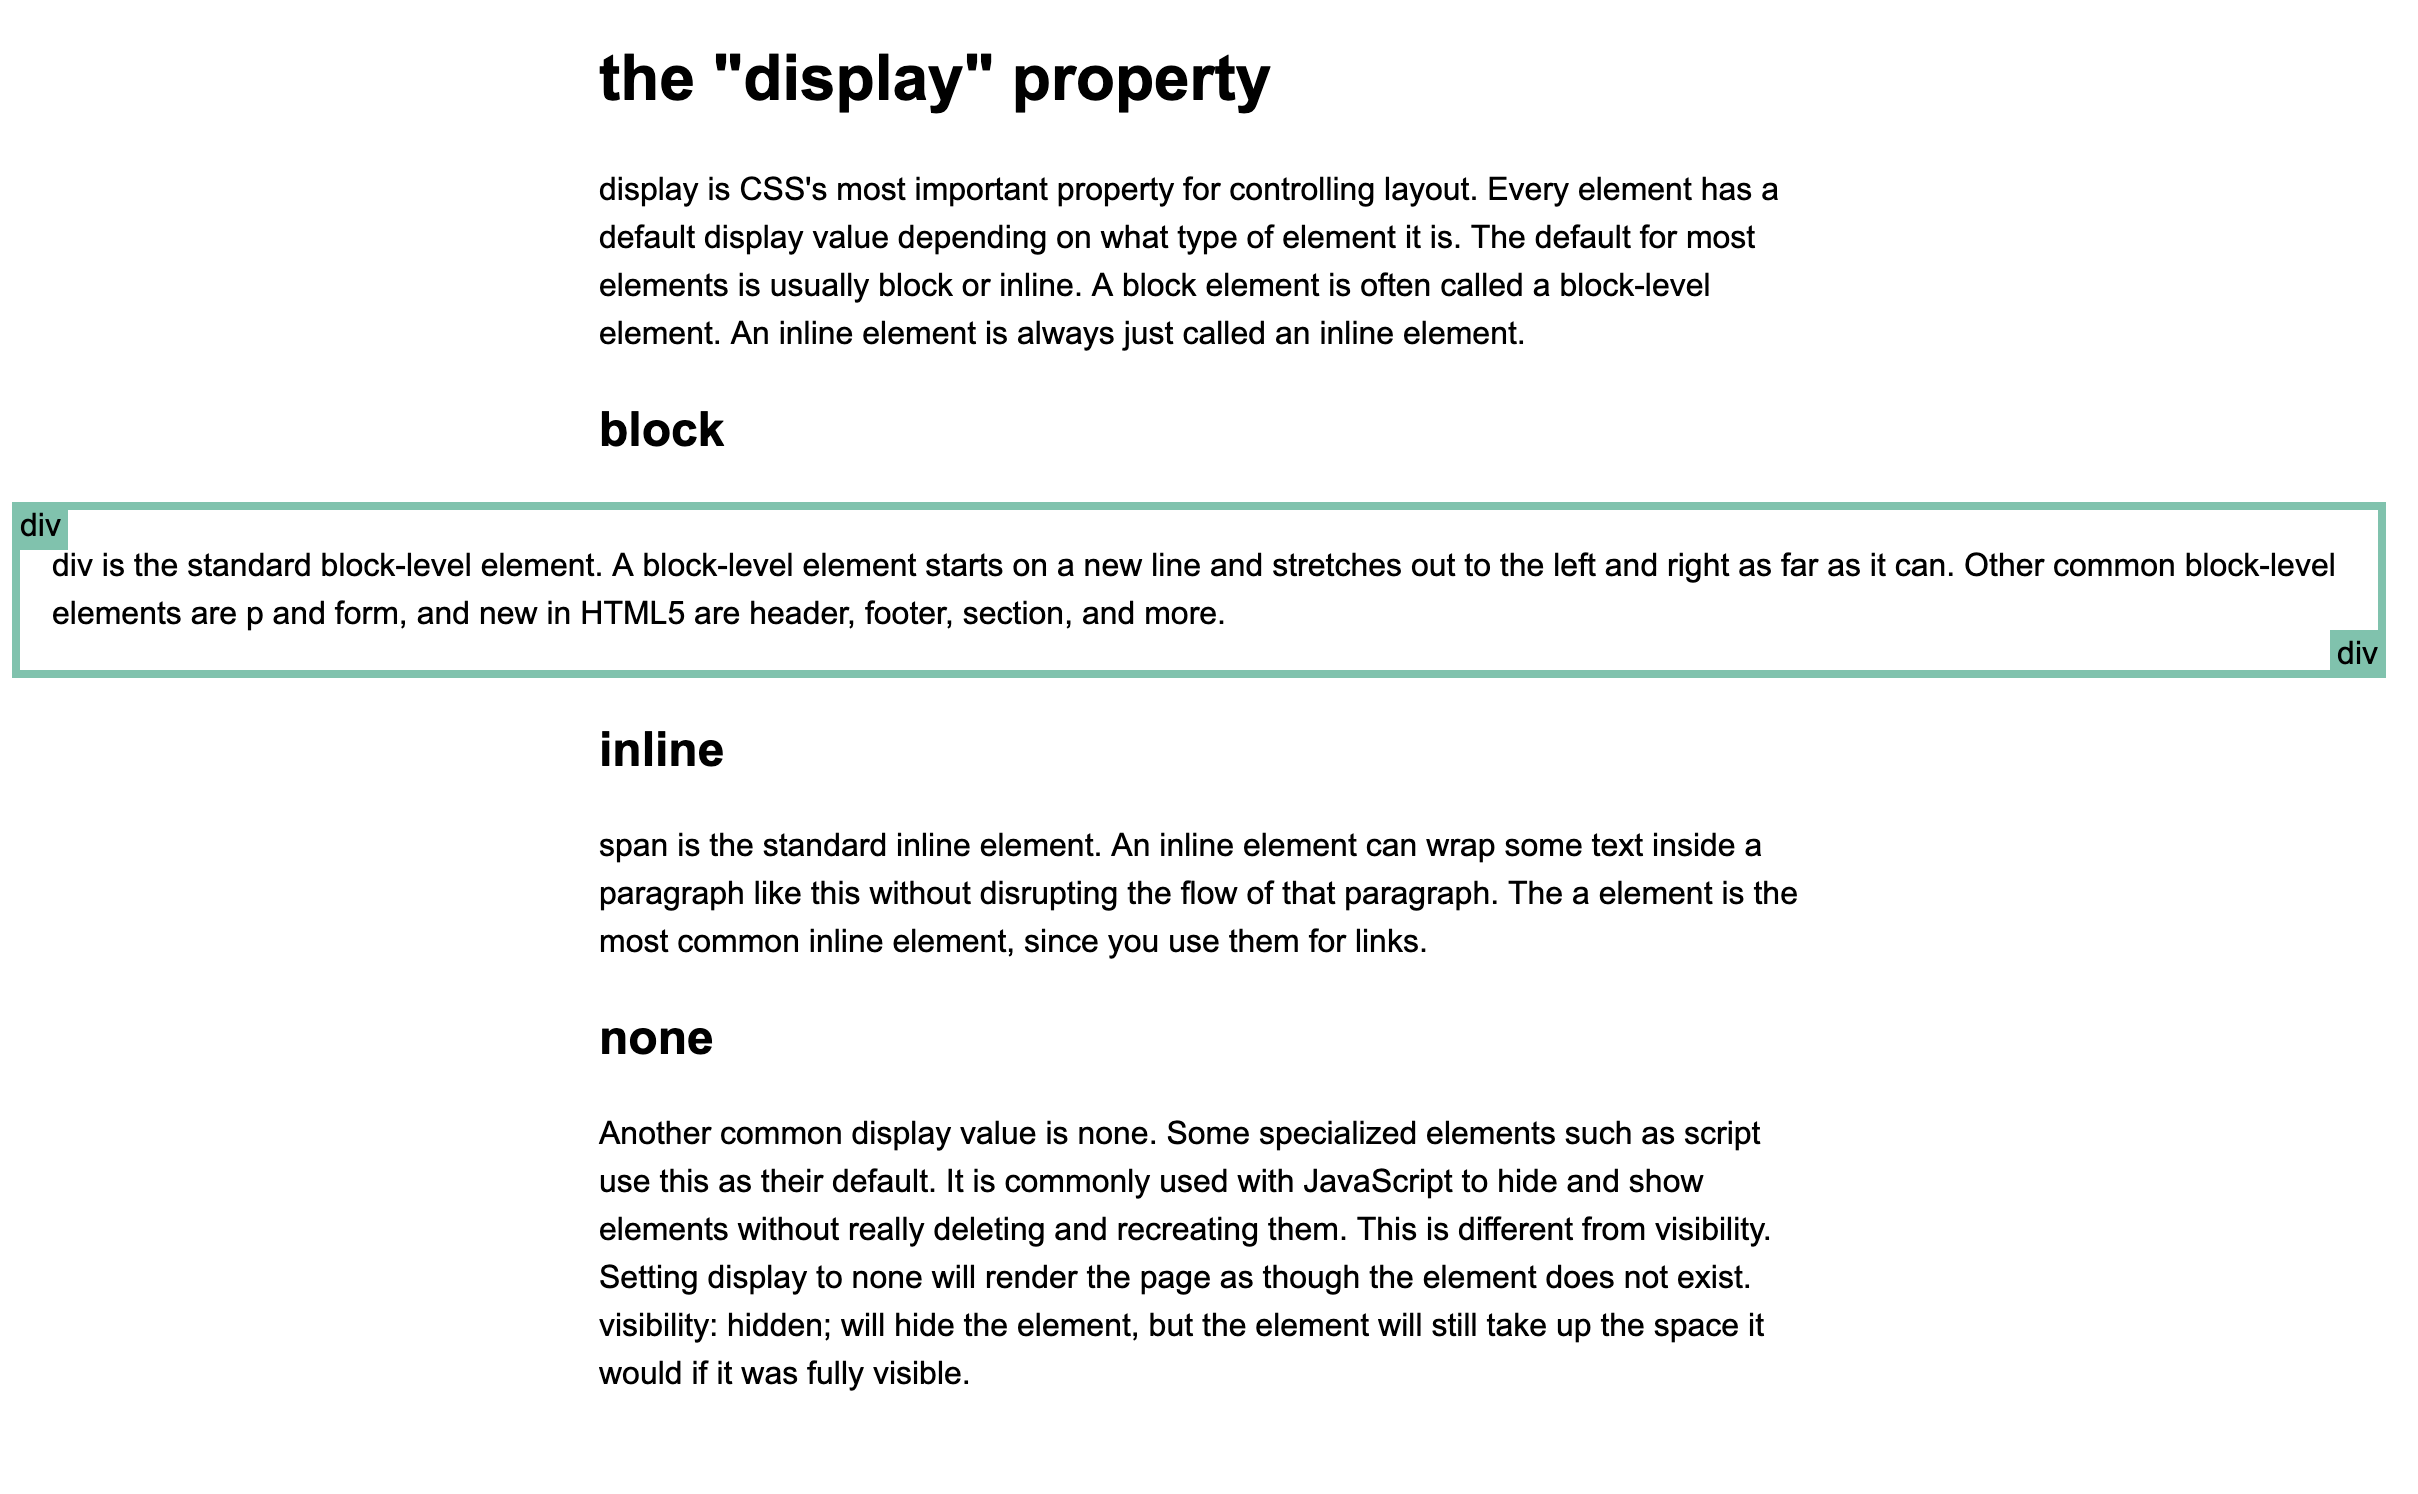 the "display" property
display is CSS's most important property for controlling layout. Every element has a
default display value depending on what type of element it is. The default for most
elements is usually block or inline. A block element is often called a block-level
element. An inline element is always just called an inline element.
block
div
div is the standard block-level element. A block-level element starts on a new line and stretches out to the left and right as far as it can. Other common block-level
elements are p and form, and new in HTML5 are header, footer, section, and more.
div
inline
span is the standard inline element. An inline element can wrap some text inside a
paragraph like this without disrupting the flow of that paragraph. The a element is the
most common inline element, since you use them for links.
none
Another common display value is none. Some specialized elements such as script
use this as their default. It is commonly used with JavaScript to hide and show
elements without really deleting and recreating them. This is different from visibility.
Setting display to none will render the page as though the element does not exist.
visibility: hidden; will hide the element, but the element will still take up the space it
would if it was fully visible.